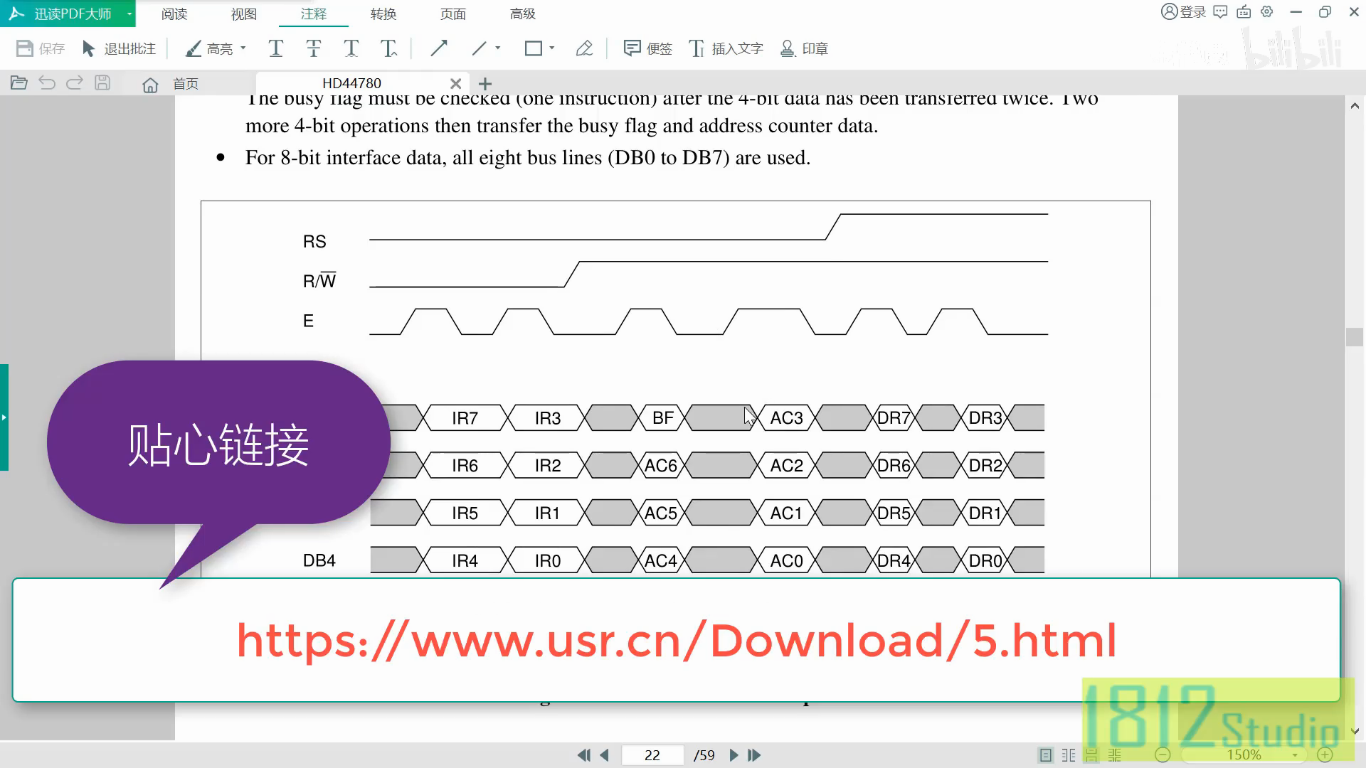 迅读PDF大师
阅读
视图
注释
转换
页面
高级
登录
保存
退出批注
高亮
便签
插入文字
印章
bilibili
首页
HD44780
The busy flag must be checked (one instruction) after the 4-bit data has been transferred twice. Two
more 4-bit operations then transfer the busy flag and address counter data.
• For 8-bit interface data, all eight bus lines (DB0 to DB7) are used.
RS
R/W̅
E
IR7 IR3 BF AC3 DR7 DR3
IR6 IR2 AC6 AC2 DR6 DR2
IR5 IR1 AC5 AC1 DR5 DR1
DB4 IR4 IR0 AC4 AC0 DR4 DR0
贴心链接
https://www.usr.cn/Download/5.html
1812 Studio
22 /59
150%